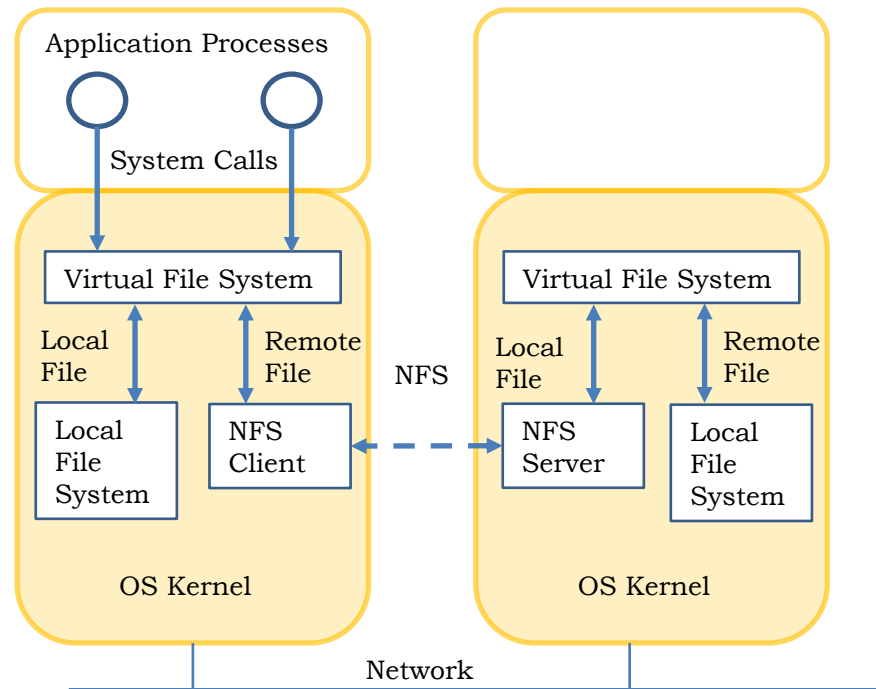 Application Processes
System Calls
Virtual File System
Local
File
Remote
File
Local
File
System
NFS
Client
OS Kernel
NFS
Virtual File System
Local
File
Remote
File
NFS
Server
Local
File
System
OS Kernel
Network